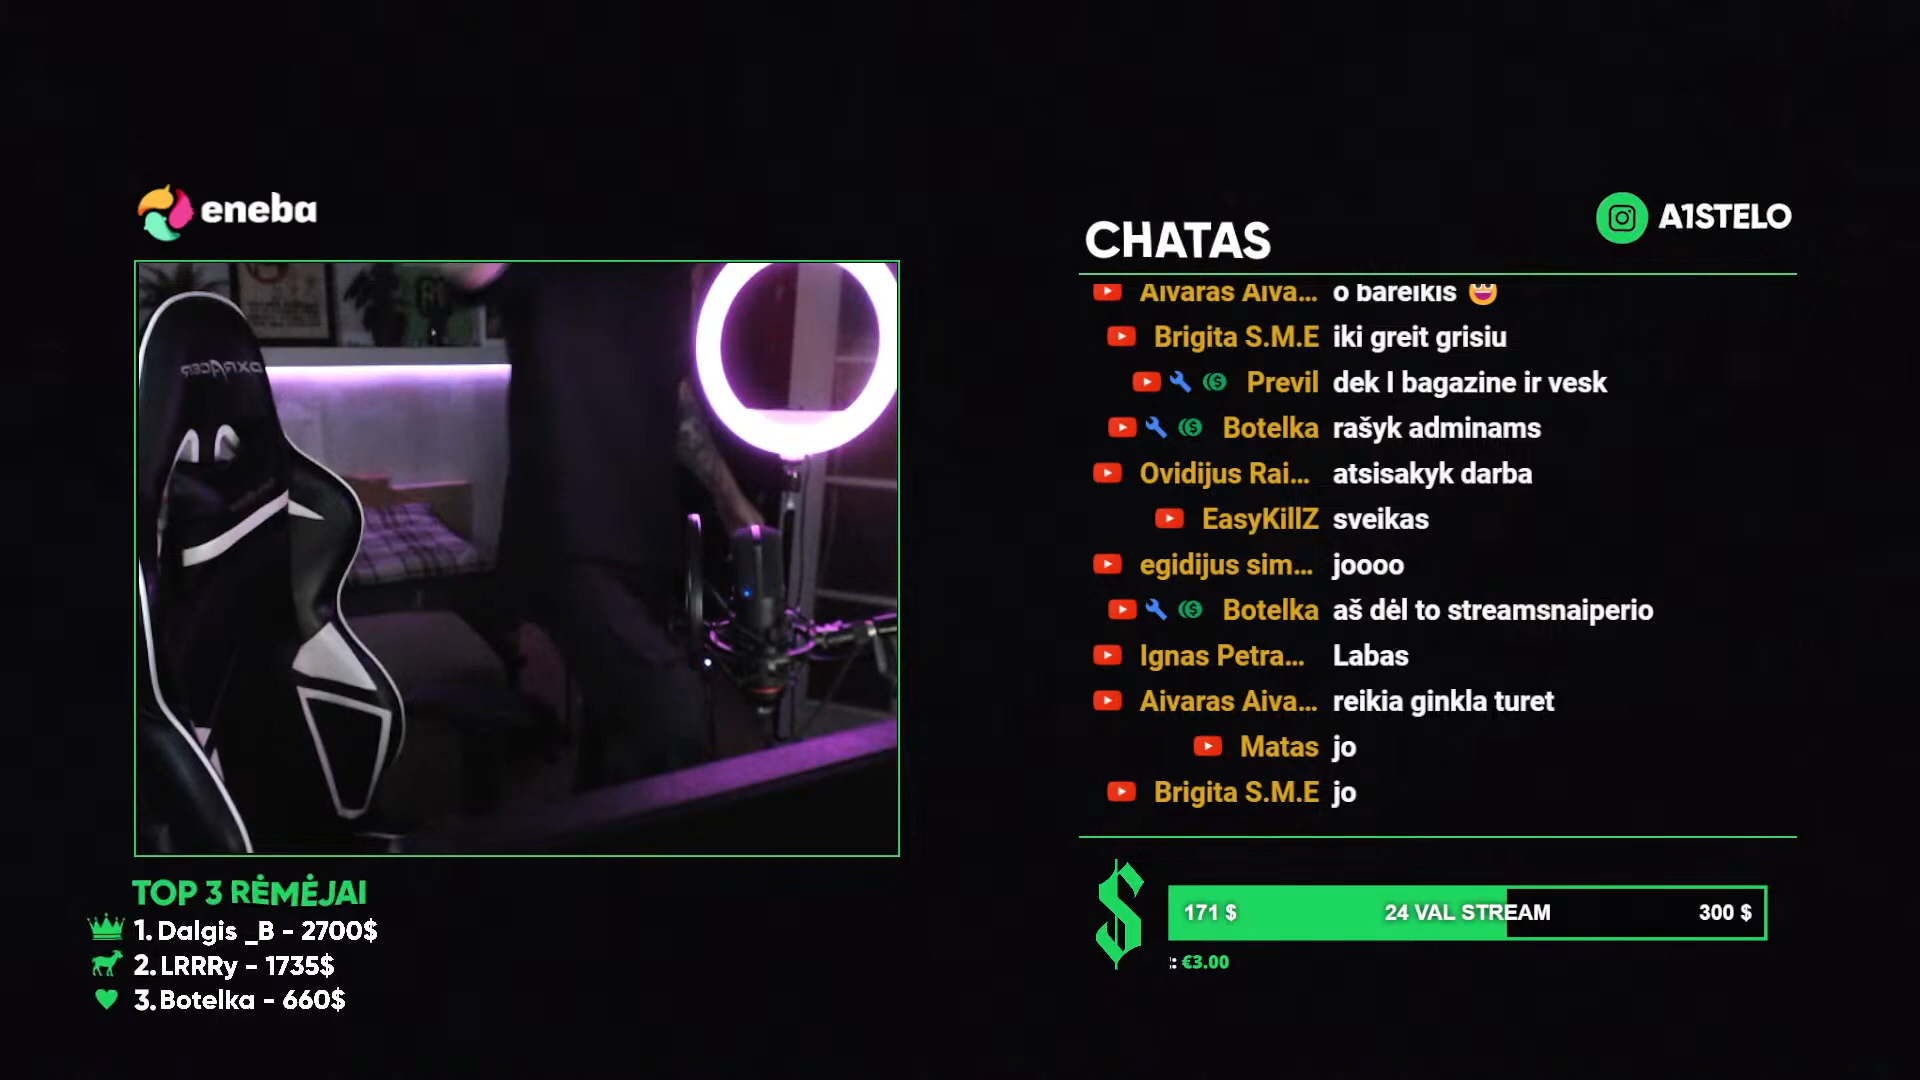 eneba
A1STELO
CHATAS
Aivaras Aiva... o bareikis
Brigita S.M.E iki greit grisiu
Previl dek I bagazine ir vesk
Botelka rašyk adminams
Ovidijus Rai... atsisakyk darba
EasyKillZ sveikas
egidijus sim... joooo
Botelka aš dėl to streamsnaiperio
Ignas Petra... Labas
Aivaras Aiva... reikia ginkla turet
Matas jo
Brigita S.M.E jo
TOP 3 RĖMĖJAI
1. Dalgis _B - 2700$
2. LRRRy - 1735$
3. Botelka - 660$
$
171 $ 24 VAL STREAM 300 $
: €3.00